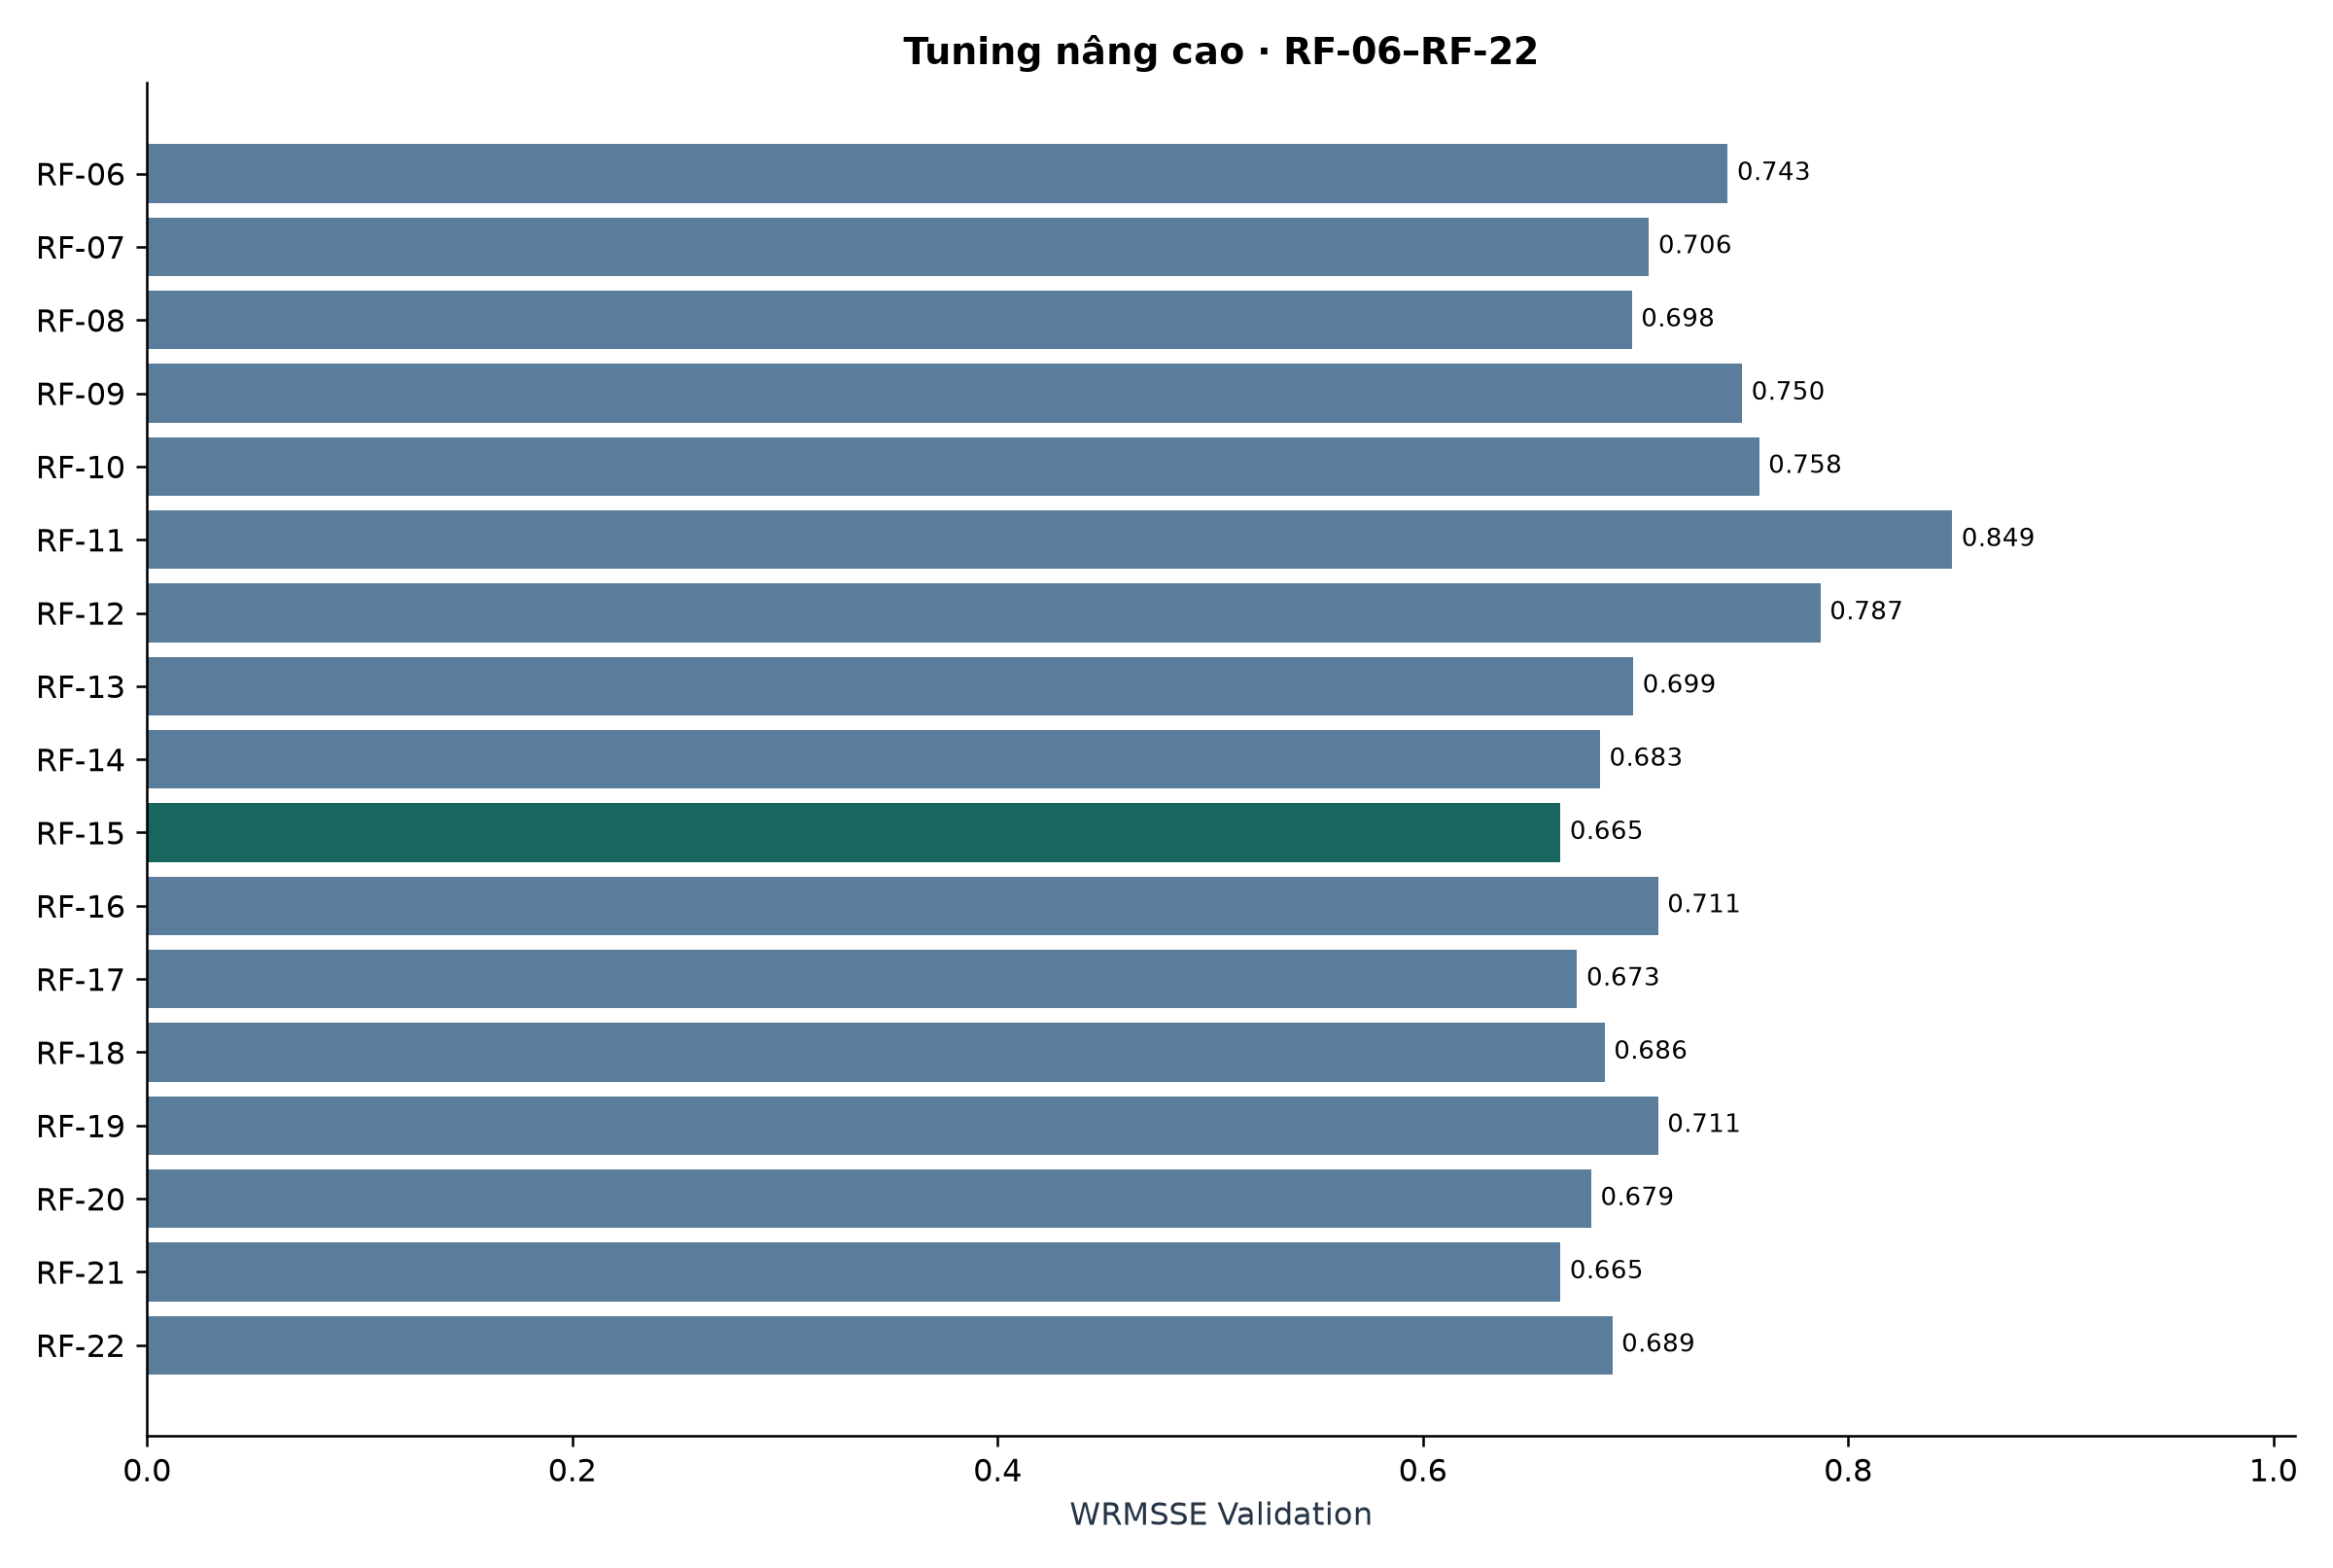 Tuning nâng cao · RF-06–RF-22
RF-06 0.743
RF-07 0.706
RF-08 0.698
RF-09 0.750
RF-10 0.758
RF-11 0.849
RF-12 0.787
RF-13 0.699
RF-14 0.683
RF-15 0.665
RF-16 0.711
RF-17 0.673
RF-18 0.686
RF-19 0.711
RF-20 0.679
RF-21 0.665
RF-22 0.689
0.0 0.2 0.4 0.6 0.8 1.0
WRMSSE Validation